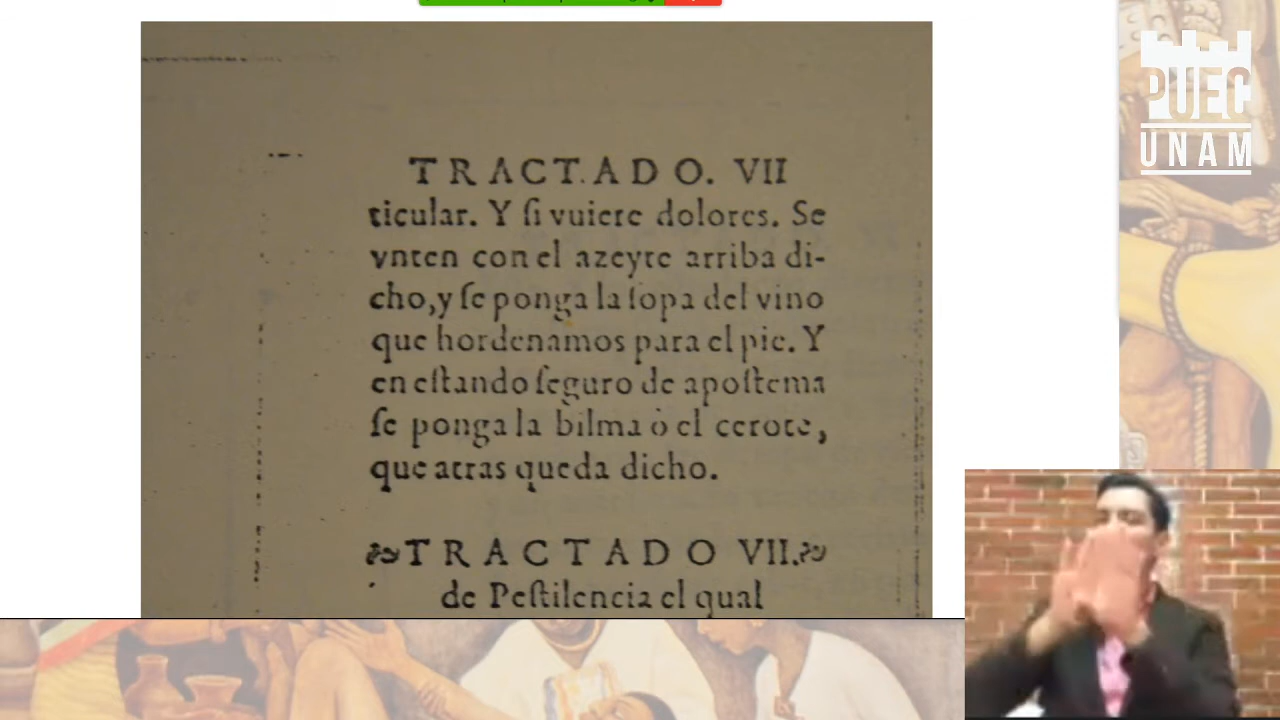 TRACTADO. VII
ticular. Y ſi vuiere dolores. Se
vnten con el azeyte arriba di-
cho, y ſe ponga la ſopa del vino
que hordenamos para el pie. Y
en eſtando ſeguro de apoſtema
ſe ponga la bilma ò el cerote,
que atras queda dicho.
TRACTADO VII.
de Peſtilencia el qual
PUEC
UNAM